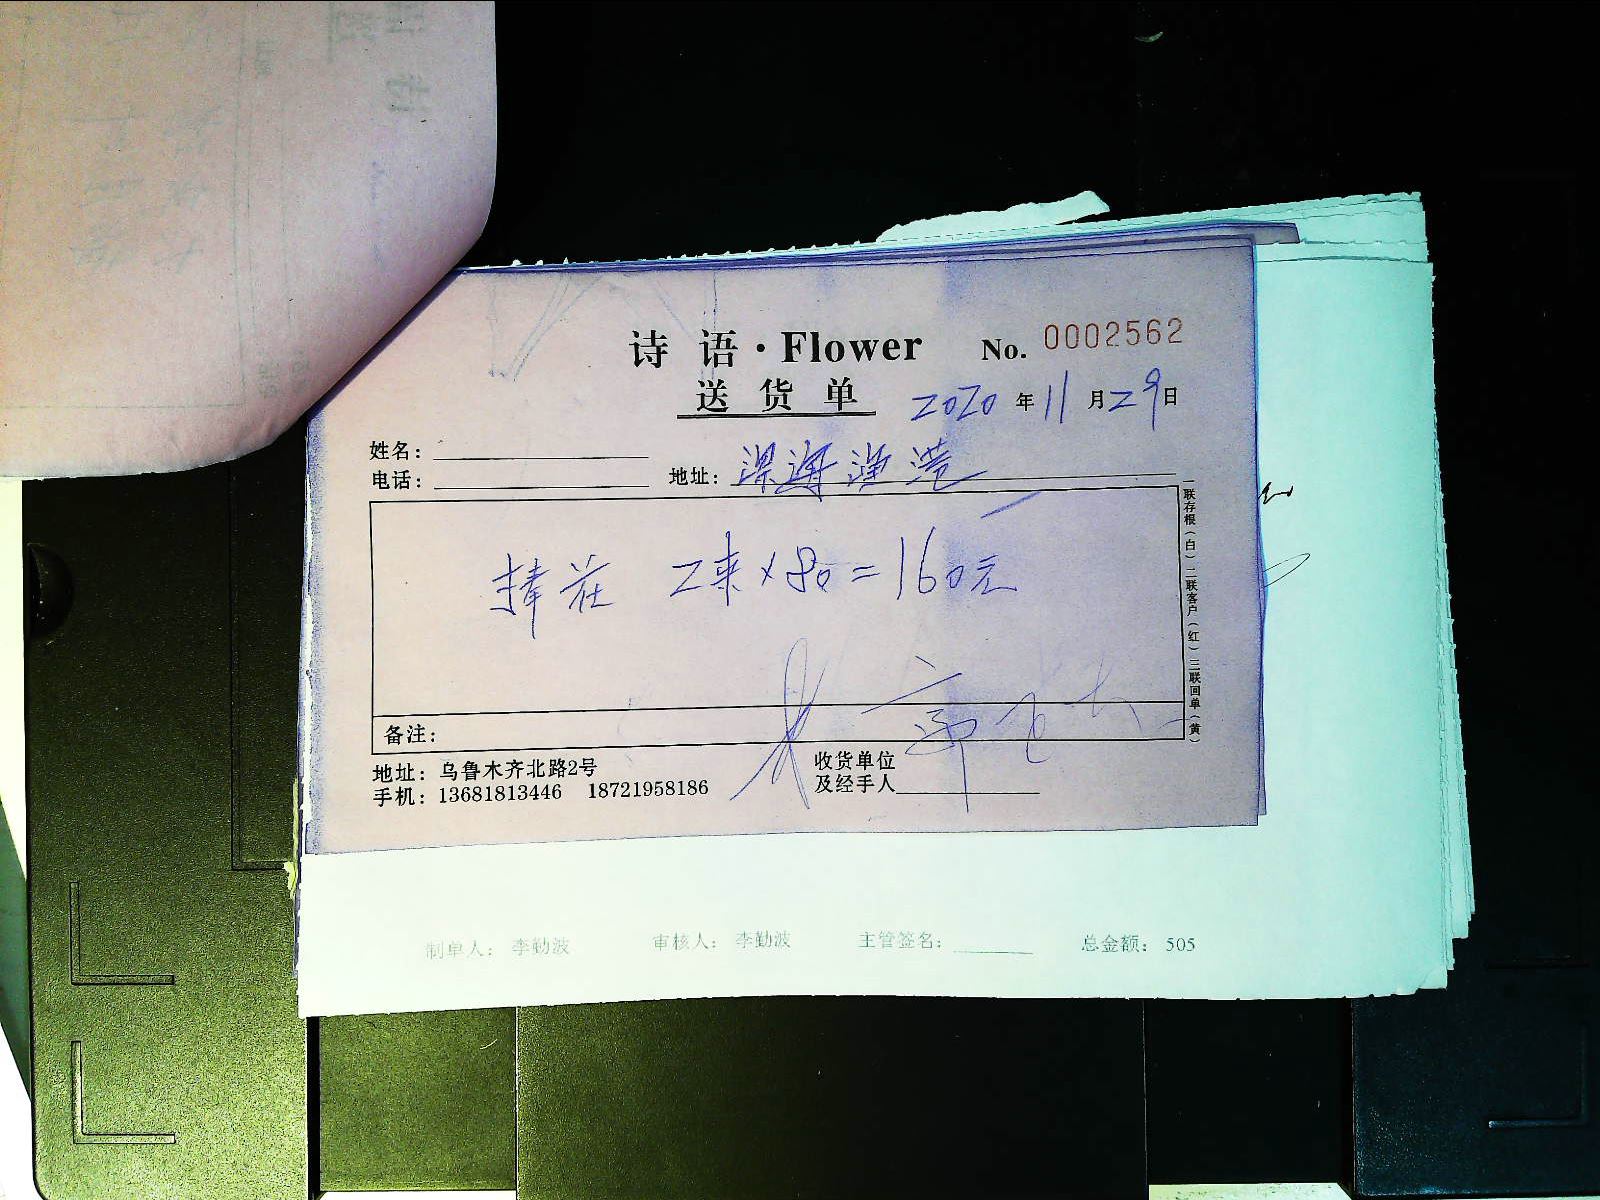 诗 语·Flower No. 0002562
送 货 单 2020 年 11 月 29 日
姓名：
电话： 地址：深海渔港
捧花 2束×80=160元
备注：
地址：乌鲁木齐北路2号
手机：13681813446 18721958186
收货单位
及经手人
一联存根（白）二联客户（红）三联回单（黄）
制单人： 李勤波 审核人： 李勤波 主管签名： 总金额： 505